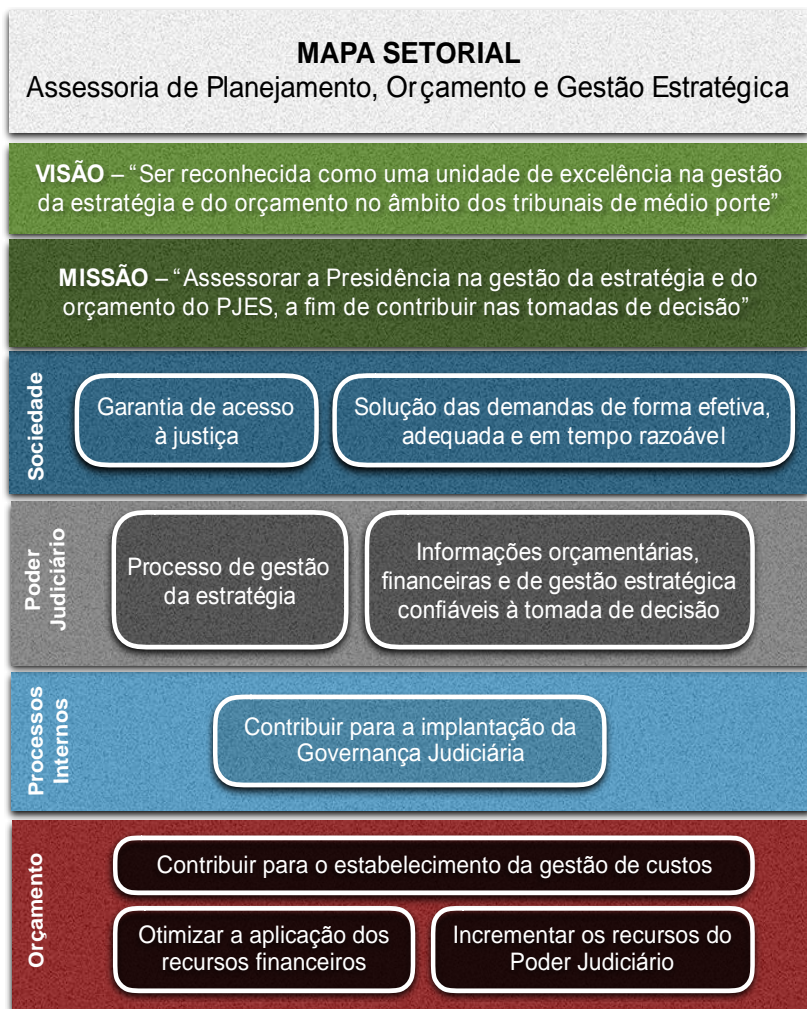 MAPA SETORIAL
Assessoria de Planejamento, Orçamento e Gestão Estratégica
VISÃO – “Ser reconhecida como uma unidade de excelência na gestão
da estratégia e do orçamento no âmbito dos tribunais de médio porte”
MISSÃO – “Assessorar a Presidência na gestão da estratégia e do
orçamento do PJES, a fim de contribuir nas tomadas de decisão”
Sociedade
Garantia de acesso
à justiça
Solução das demandas de forma efetiva,
adequada e em tempo razoável
Poder
Judiciário
Processo de gestão
da estratégia
Informações orçamentárias,
financeiras e de gestão estratégica
confiáveis à tomada de decisão
Processos
Internos
Contribuir para a implantação da
Governança Judiciária
Orçamento
Contribuir para o estabelecimento da gestão de custos
Otimizar a aplicação dos
recursos financeiros
Incrementar os recursos do
Poder Judiciário